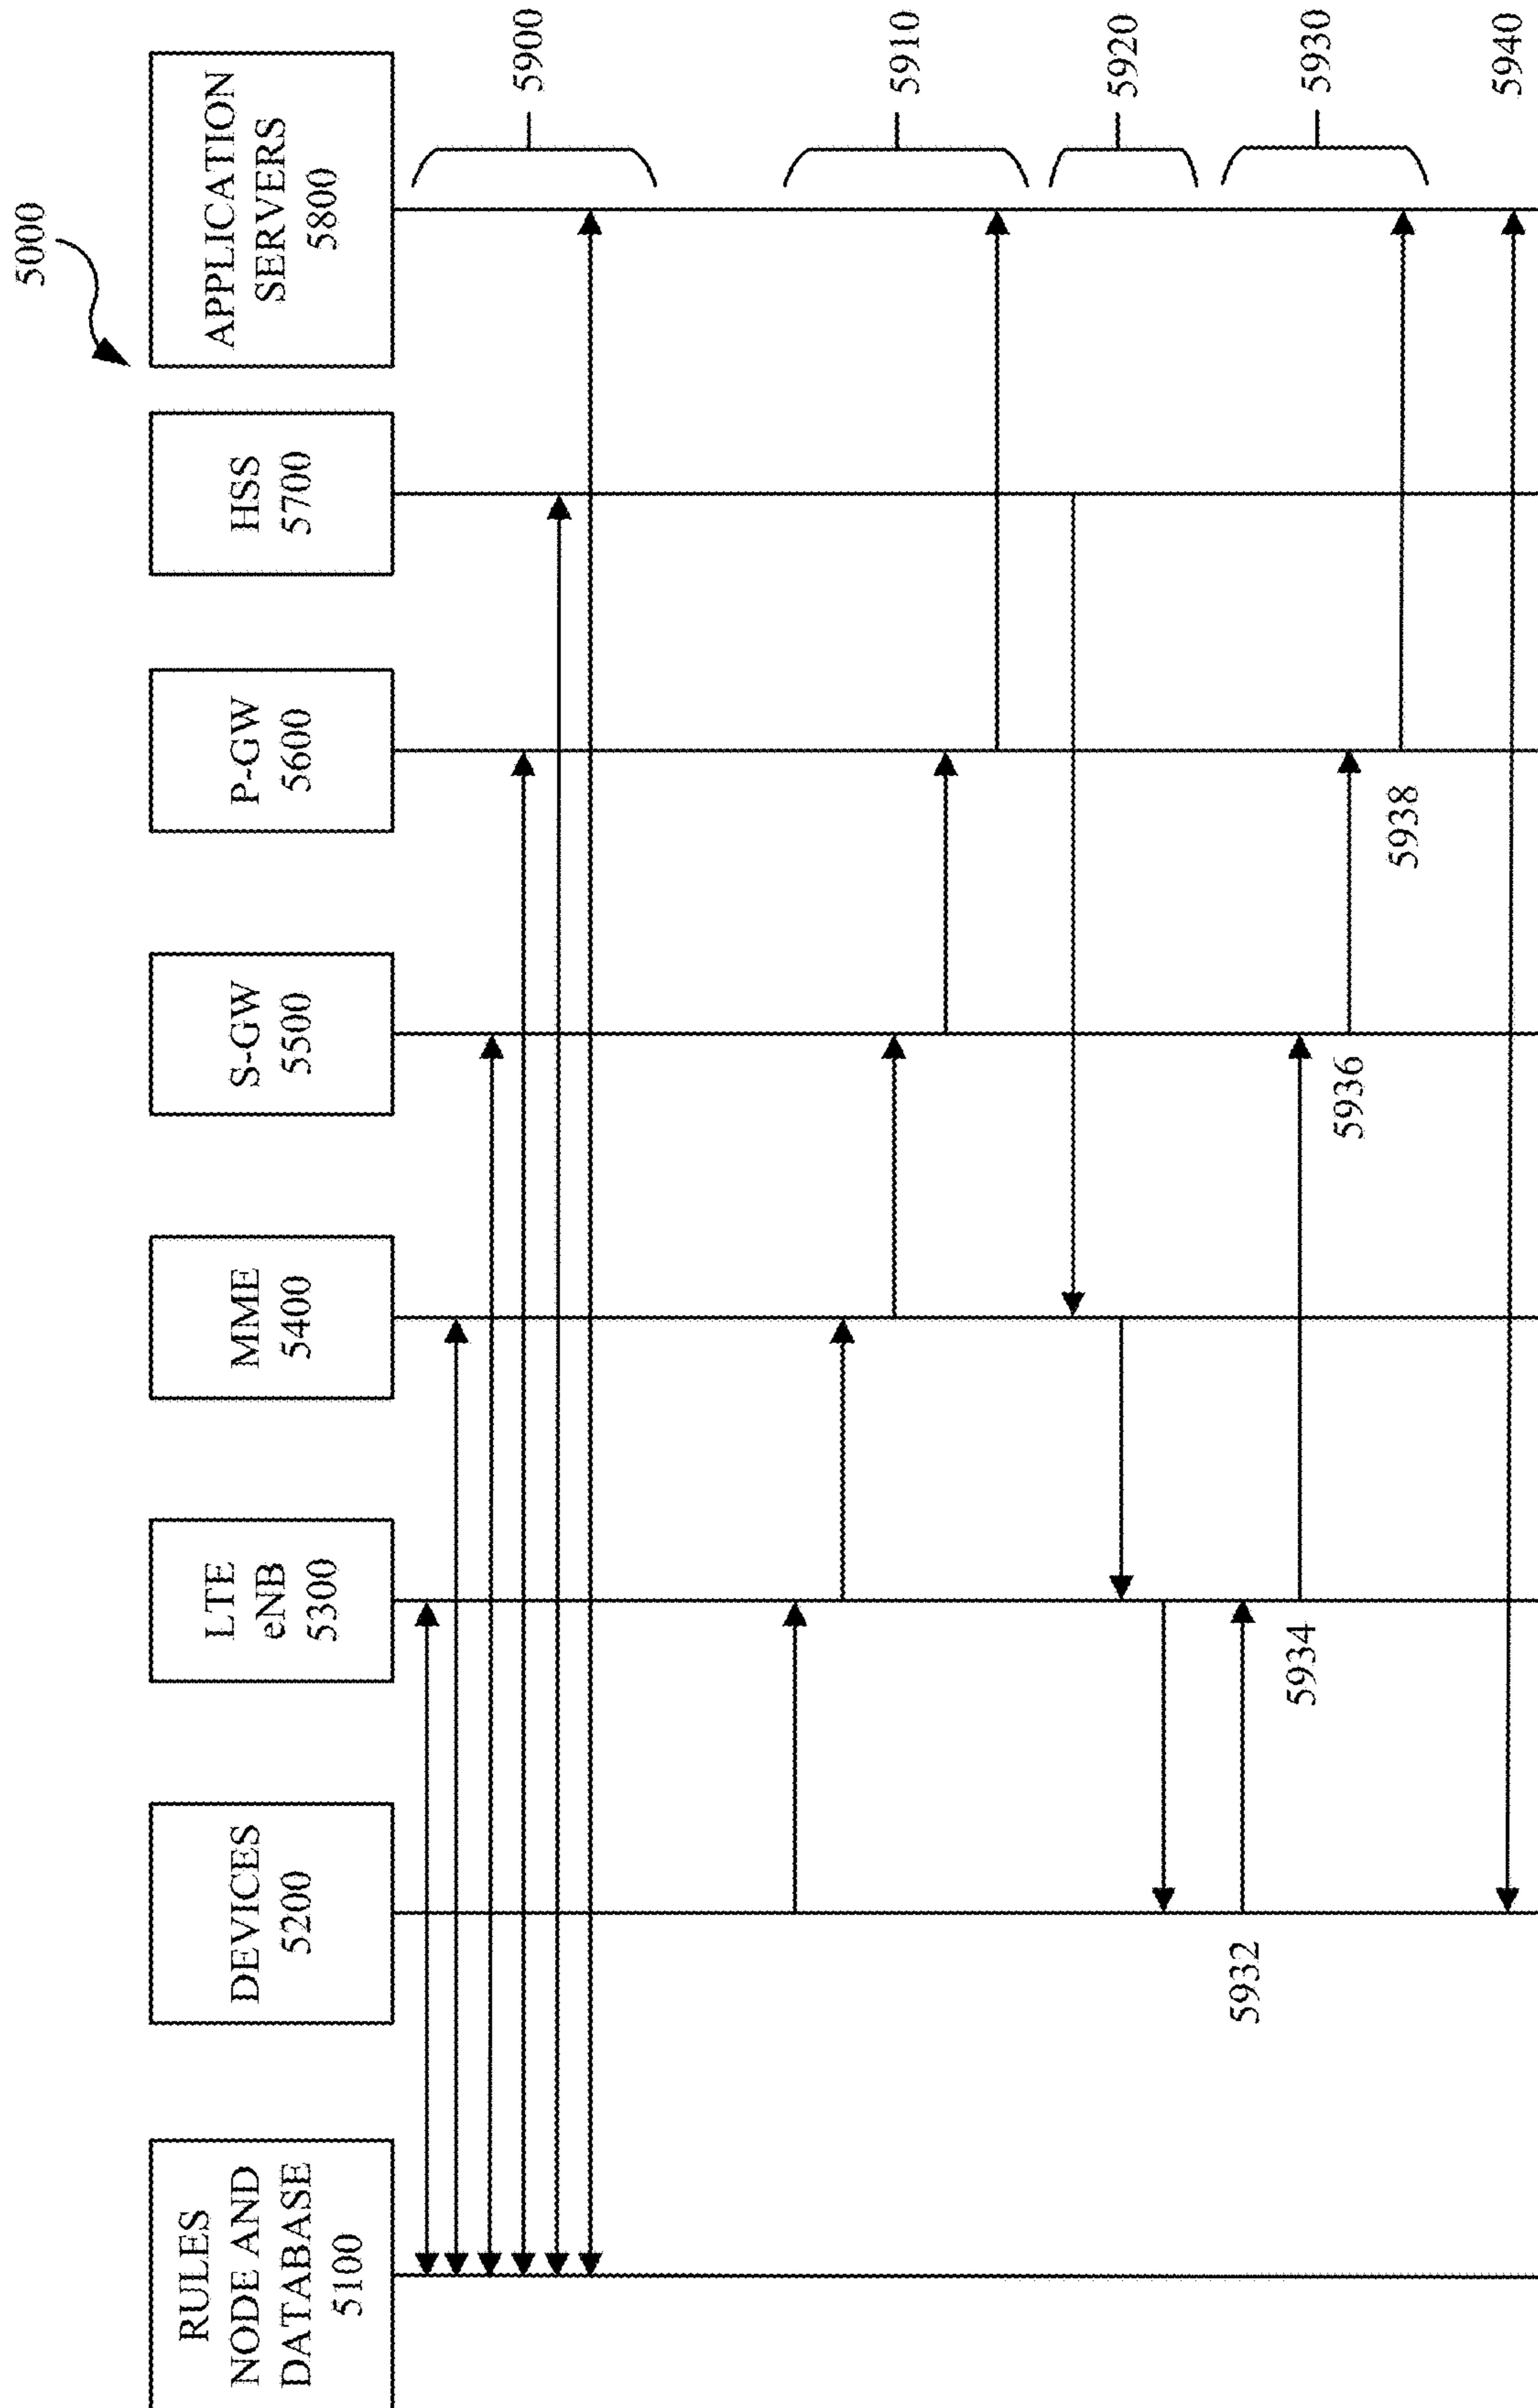 5000
RULES
NODE AND
DATABASE
5100
DEVICES
5200
LTE
eNB
5300
MME
5400
S-GW
5500
P-GW
5600
HSS
5700
APPLICATION
SERVERS
5800
5900
5910
5920
5930
5932
5934
5936
5938
5940